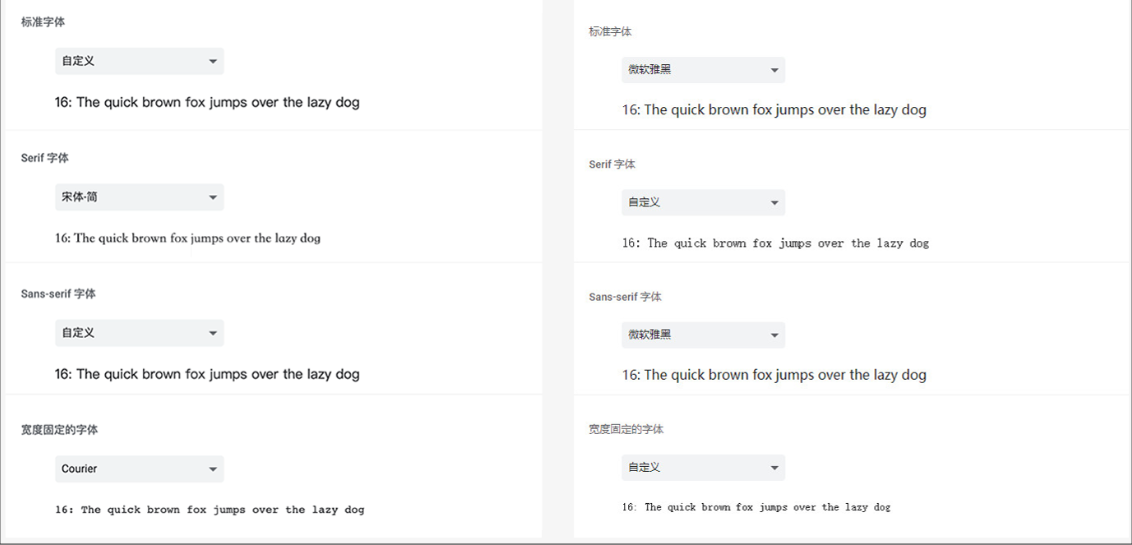 标准字体
自定义
16: The quick brown fox jumps over the lazy dog
Serif 字体
宋体-简
16: The quick brown fox jumps over the lazy dog
Sans-serif 字体
自定义
16: The quick brown fox jumps over the lazy dog
宽度固定的字体
Courier
16: The quick brown fox jumps over the lazy dog
标准字体
微软雅黑
16: The quick brown fox jumps over the lazy dog
Serif 字体
自定义
16: The quick brown fox jumps over the lazy dog
Sans-serif 字体
微软雅黑
16: The quick brown fox jumps over the lazy dog
宽度固定的字体
自定义
16: The quick brown fox jumps over the lazy dog